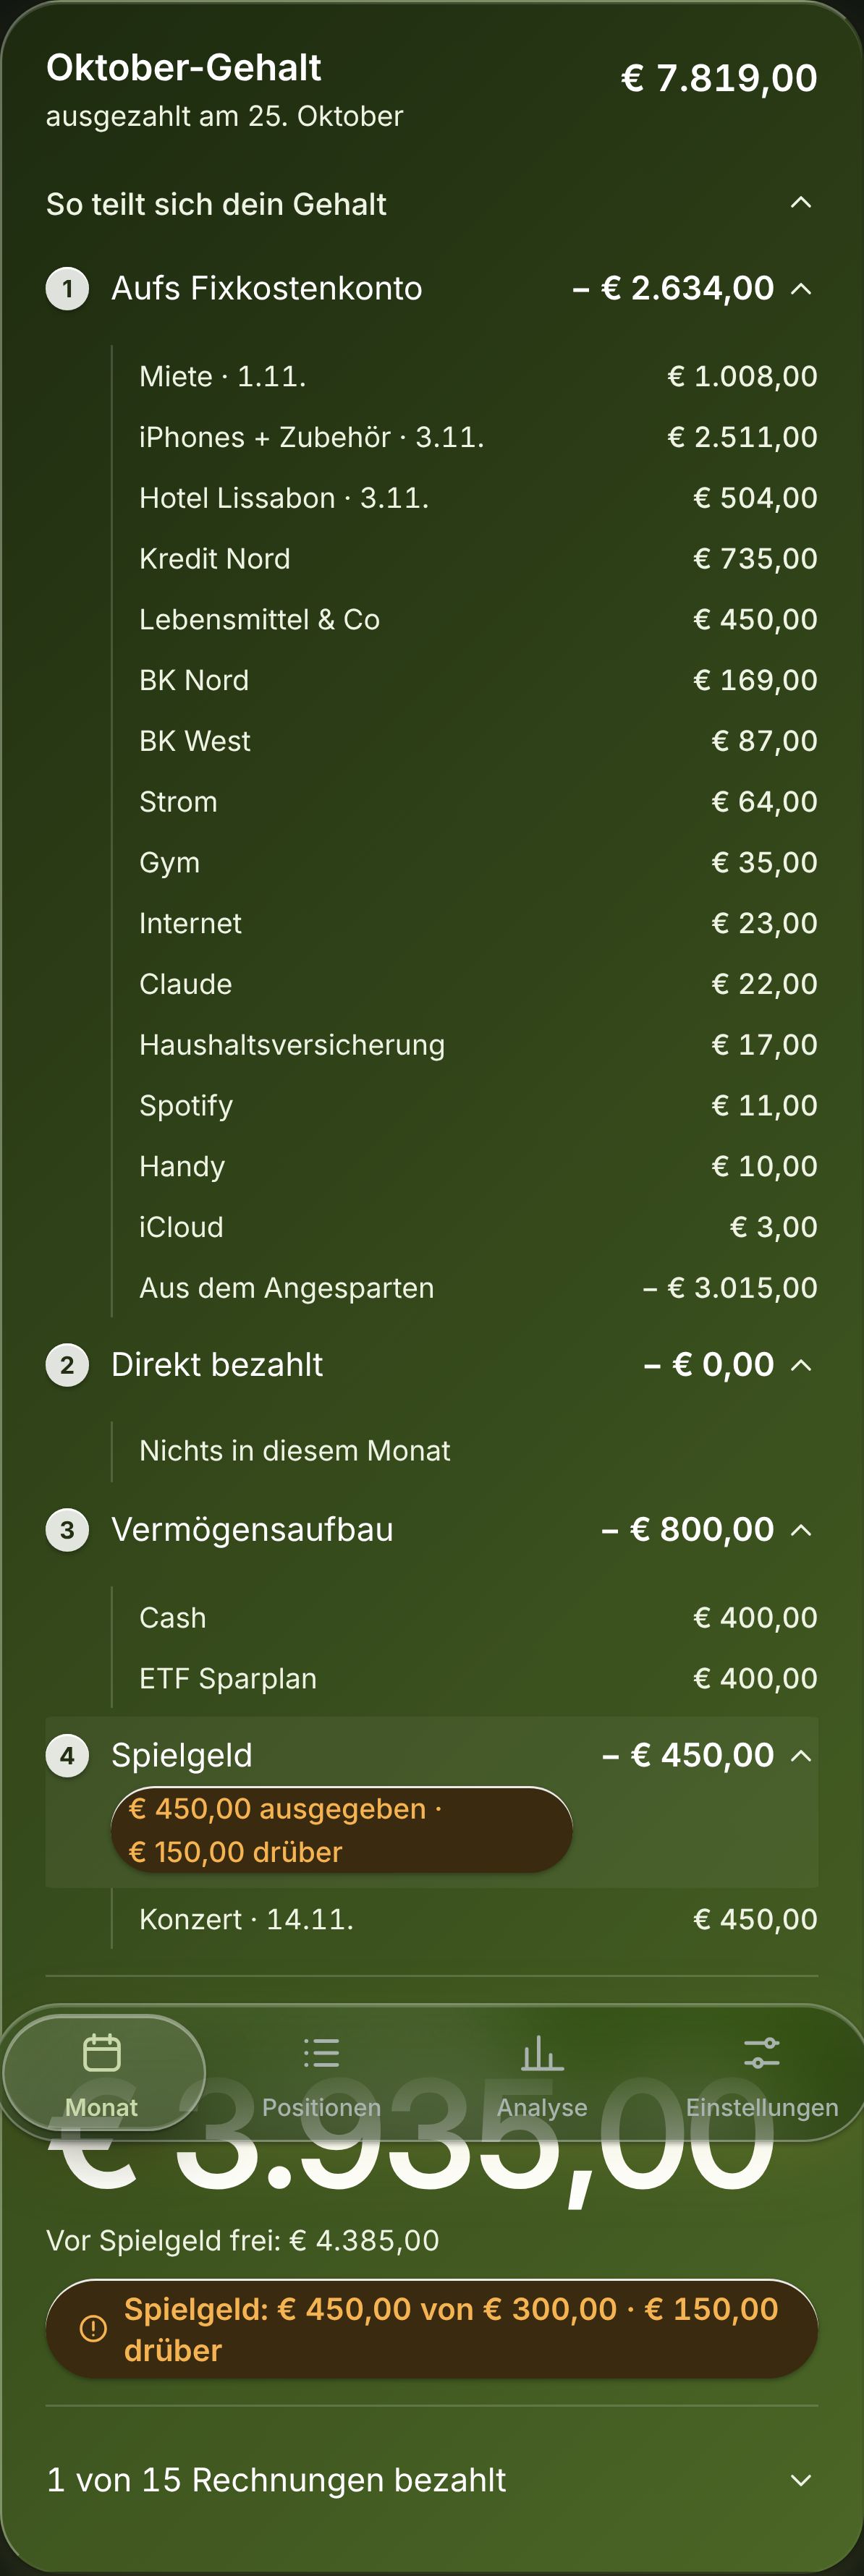 Oktober-Gehalt
€ 7.819,00
ausgezahlt am 25. Oktober
So teilt sich dein Gehalt
1 Aufs Fixkostenkonto – € 2.634,00
Miete · 1.11. € 1.008,00
iPhones + Zubehör · 3.11. € 2.511,00
Hotel Lissabon · 3.11. € 504,00
Kredit Nord € 735,00
Lebensmittel & Co € 450,00
BK Nord € 169,00
BK West € 87,00
Strom € 64,00
Gym € 35,00
Internet € 23,00
Claude € 22,00
Haushaltsversicherung € 17,00
Spotify € 11,00
Handy € 10,00
iCloud € 3,00
Aus dem Angesparten – € 3.015,00
2 Direkt bezahlt – € 0,00
Nichts in diesem Monat
3 Vermögensaufbau – € 800,00
Cash € 400,00
ETF Sparplan € 400,00
4 Spielgeld – € 450,00
€ 450,00 ausgegeben ·
€ 150,00 drüber
Konzert · 14.11. € 450,00
Monat Positionen Analyse Einstellungen
€ 3.935,00
Vor Spielgeld frei: € 4.385,00
Spielgeld: € 450,00 von € 300,00 · € 150,00
drüber
1 von 15 Rechnungen bezahlt